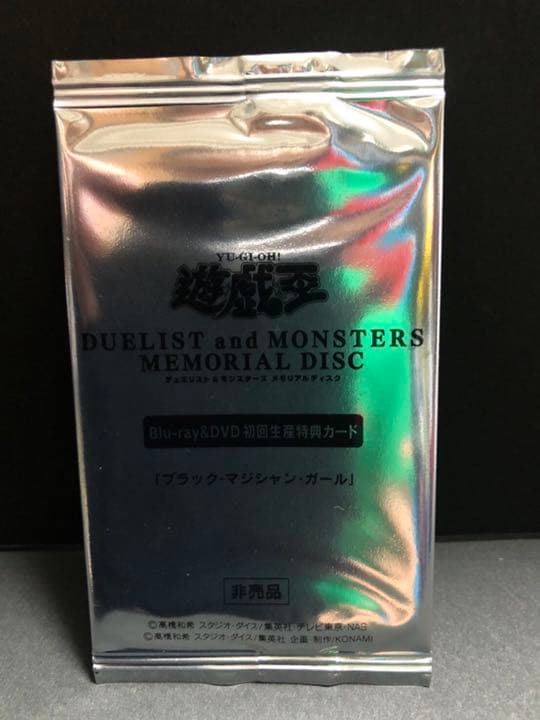 YU-GI-OH!
遊戯王
DUELIST and MONSTERS
MEMORIAL DISC
デュエリスト&モンスターズ メモリアルディスク
Blu-ray&DVD 初回生産特典カード
「ブラック・マジシャン・ガール」
非売品
©高橋和希 スタジオ・ダイス/集英社・テレビ東京・NAS
©高橋和希 スタジオ・ダイス/集英社 企画・制作/KONAMI